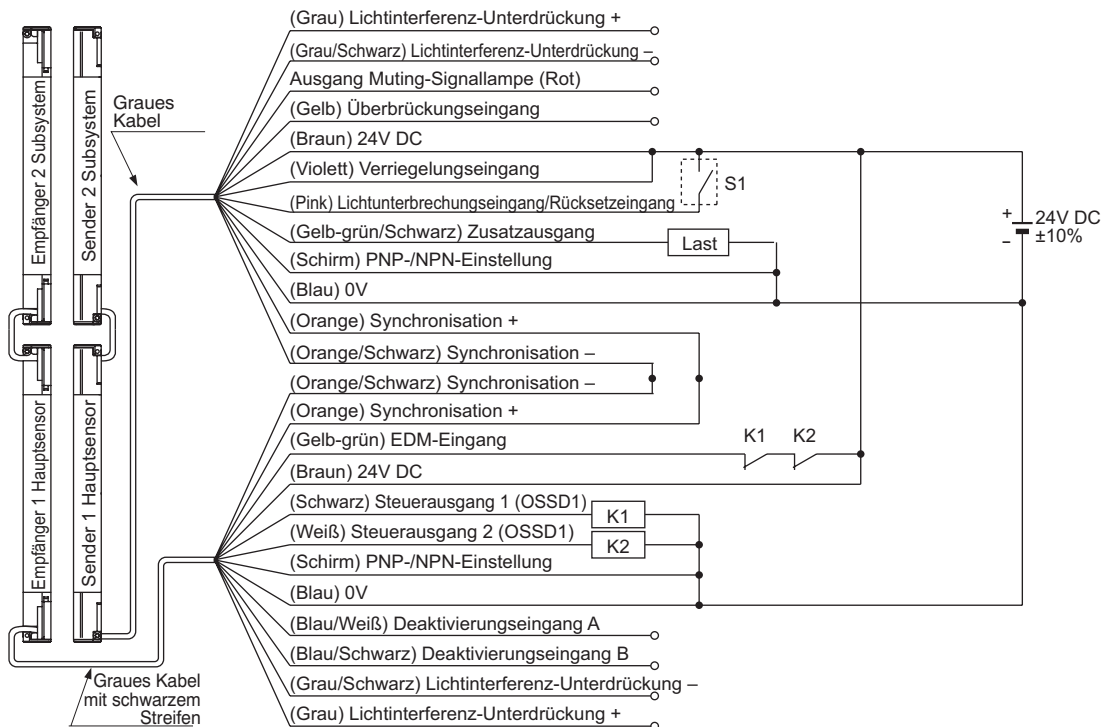 (Grau) Lichtinterferenz-Unterdrückung +
(Grau/Schwarz) Lichtinterferenz-Unterdrückung –
Ausgang Muting-Signallampe (Rot)
(Gelb) Überbrückungseingang
(Braun) 24V DC
(Violett) Verriegelungseingang
(Pink) Lichtunterbrechungseingang/Rücksetzeingang
(Gelb-grün/Schwarz) Zusatzausgang
(Schirm) PNP-/NPN-Einstellung
(Blau) 0V
(Orange) Synchronisation +
(Orange/Schwarz) Synchronisation –
(Orange/Schwarz) Synchronisation –
(Orange) Synchronisation +
(Gelb-grün) EDM-Eingang
(Braun) 24V DC
(Schwarz) Steuerausgang 1 (OSSD1)
(Weiß) Steuerausgang 2 (OSSD1)
(Schirm) PNP-/NPN-Einstellung
(Blau) 0V
(Blau/Weiß) Deaktivierungseingang A
(Blau/Schwarz) Deaktivierungseingang B
(Grau/Schwarz) Lichtinterferenz-Unterdrückung –
(Grau) Lichtinterferenz-Unterdrückung +
Empfänger 2 Subsystem
Sender 2 Subsystem
Empfänger 1 Hauptsensor
Sender 1 Hauptsensor
Graues
Kabel
Graues Kabel
mit schwarzem
Streifen
S1
Last
K1
K2
K1
K2
+
24V DC
–
±10%